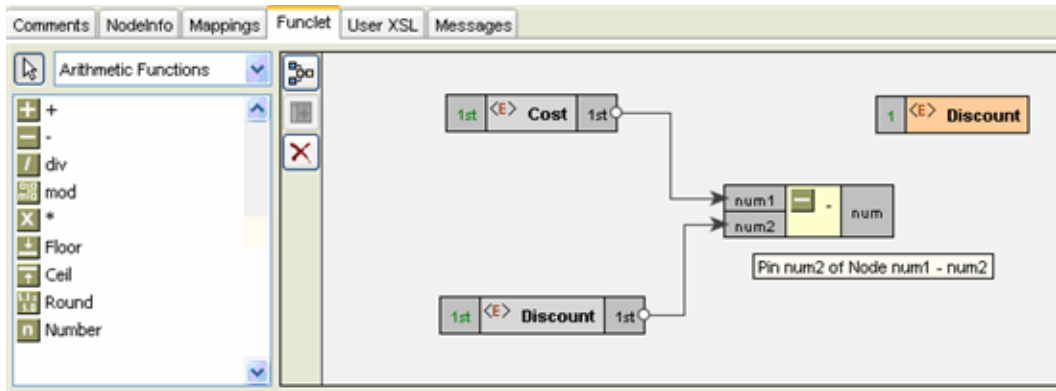 Comments NodeInfo Mappings Funclet User XSL Messages
Arithmetic Functions
+ +
- -
/ div
mod
X *
Floor
Ceil
Round
n Number
1st <E> Cost 1st
1 <E> Discount
num1 - num
num2
Pin num2 of Node num1 - num2
1st <E> Discount 1st